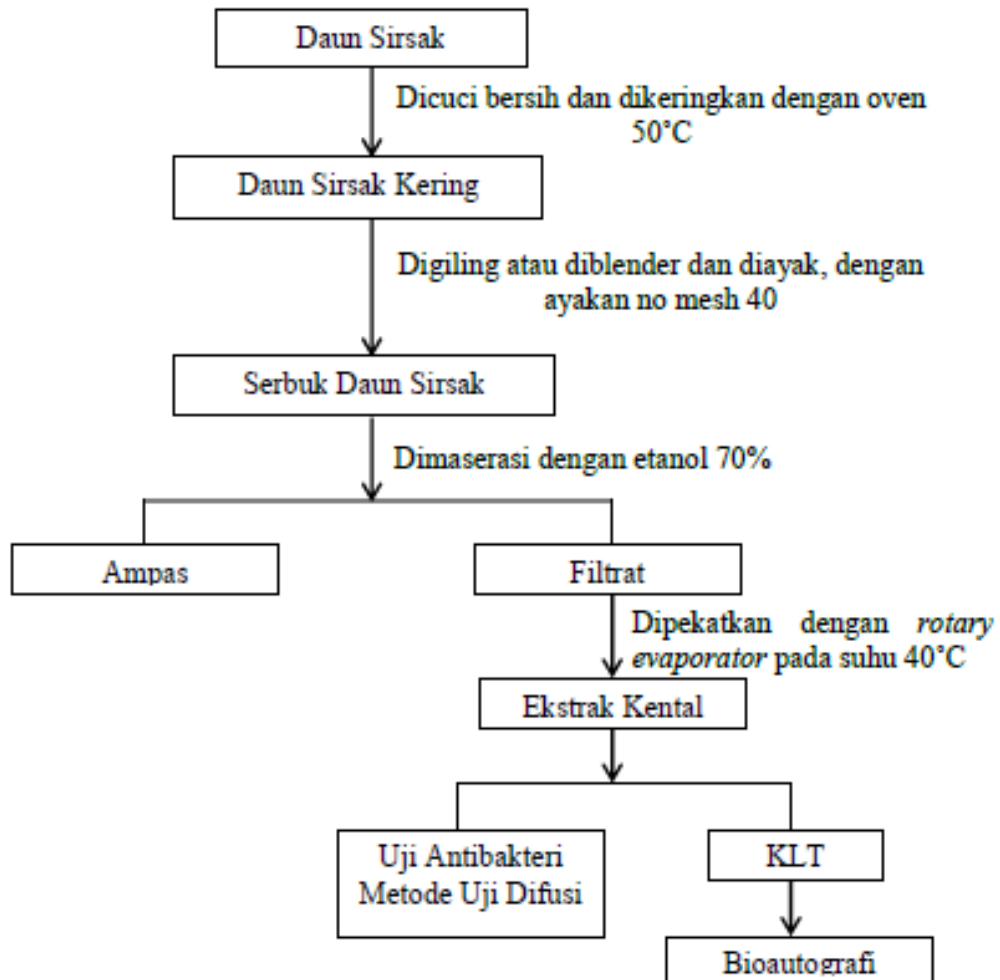 Daun Sirsak
Dicuci bersih dan dikeringkan dengan oven
50°C
Daun Sirsak Kering
Digiling atau diblender dan diayak, dengan
ayakan no mesh 40
Serbuk Daun Sirsak
Dimaserasi dengan etanol 70%
Ampas
Filtrat
Dipekatkan dengan rotary
evaporator pada suhu 40°C
Ekstrak Kental
Uji Antibakteri
Metode Uji Difusi
KLT
Bioautografi